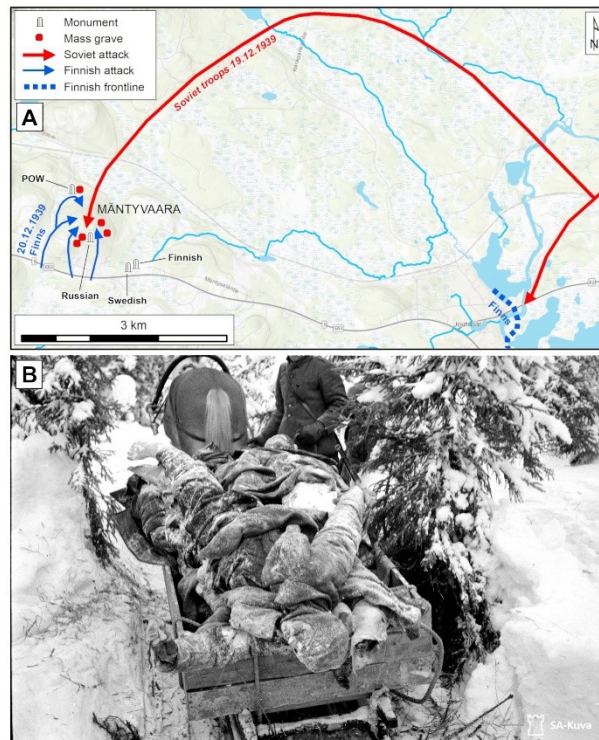 Monument
Mass grave
Soviet attack
Finnish attack
Finnish frontline
A
N
Soviet troops 19.12.1939
POW
MÄNTYVAARA
20.12.1939
Finns
Finnish
Russian
Swedish
Finns
3 km
B
SA-Kuva